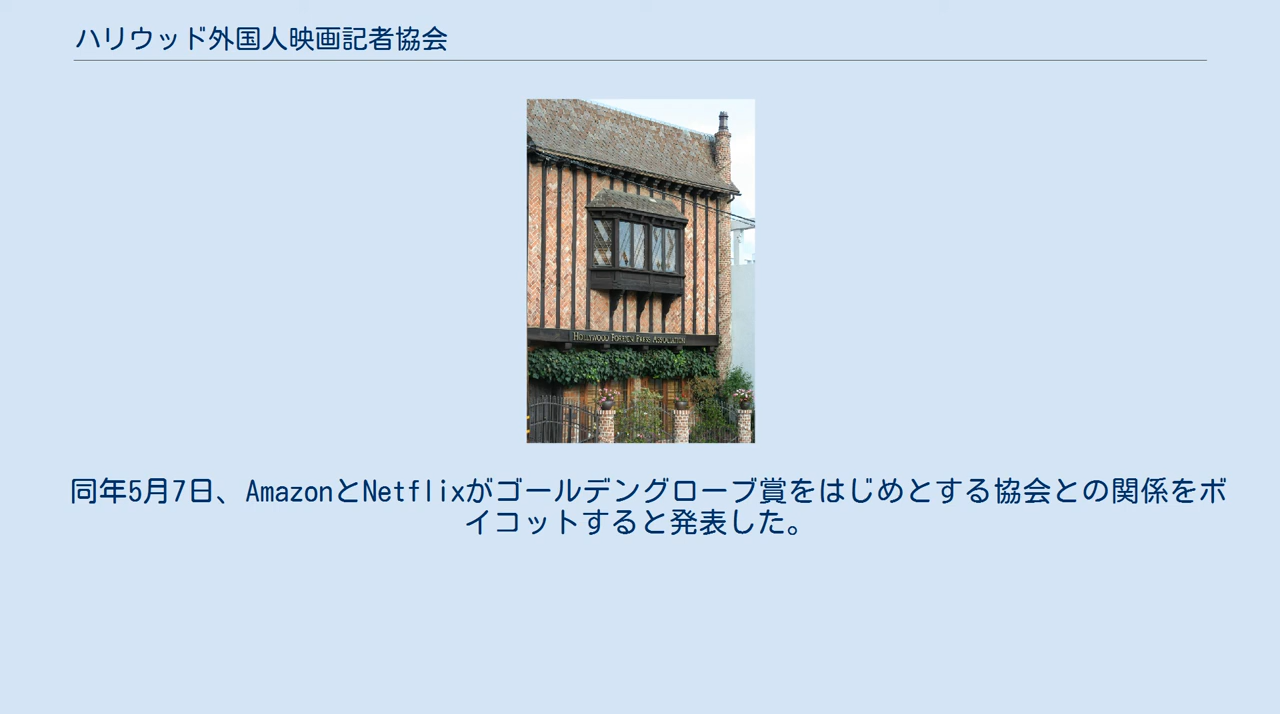 ハリウッド外国人映画記者協会
HOLLYWOOD FOREIGN PRESS ASSOCIATION
同年5月7日、AmazonとNetflixがゴールデングローブ賞をはじめとする協会との関係をボ
イコットすると発表した。